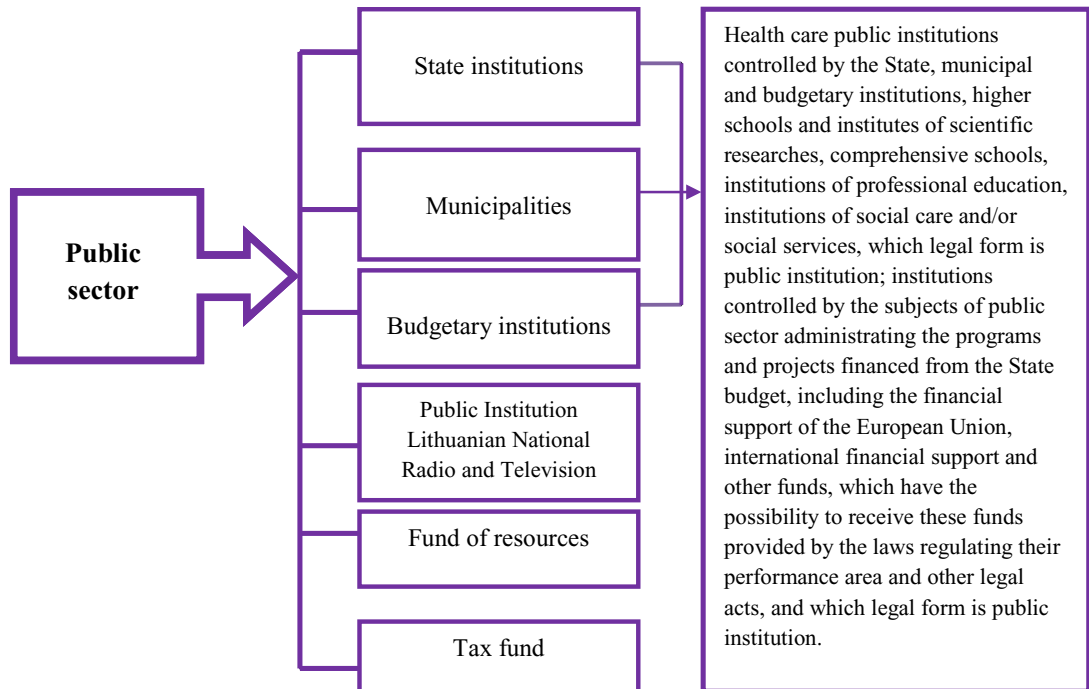 Public
sector
State institutions
Municipalities
Budgetary institutions
Public Institution
Lithuanian National
Radio and Television
Fund of resources
Tax fund
Health care public institutions
controlled by the State, municipal
and budgetary institutions, higher
schools and institutes of scientific
researches, comprehensive schools,
institutions of professional education,
institutions of social care and/or
social services, which legal form is
public institution; institutions
controlled by the subjects of public
sector administrating the programs
and projects financed from the State
budget, including the financial
support of the European Union,
international financial support and
other funds, which have the
possibility to receive these funds
provided by the laws regulating their
performance area and other legal
acts, and which legal form is public
institution.